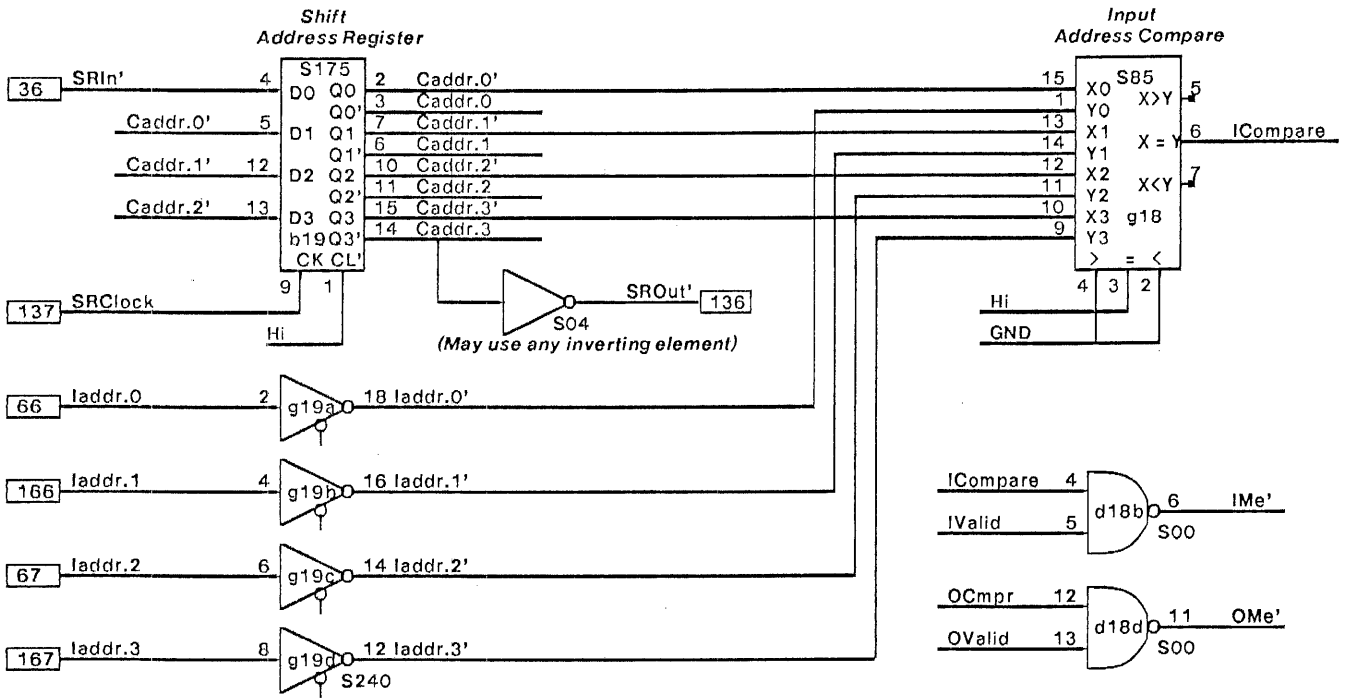 Shift
Address Register
Input
Address Compare
36 SRIn' 4 D0 S175 Q0 2 Caddr.0' 15 X0 S85 X>Y 5
Q0' 3 Caddr.0 1 Y0
Caddr.0' 5 D1 Q1 7 Caddr.1' 13 X1 X = Y 6 ICompare
Q1' 6 Caddr.1 14 Y1
Caddr.1' 12 D2 Q2 10 Caddr.2' 12 X2
Q2' 11 Caddr.2 11 Y2 X<Y 7
Caddr.2' 13 D3 Q3 15 Caddr.3' 10 X3 g18
b19 Q3' 14 Caddr.3 9 Y3
CK CL' > = <
9 1 4 3 2
137 SRClock
Hi
SROut' 136
S04
(May use any inverting element)
Hi
GND
66 Iaddr.0 2 g19a 18 Iaddr.0'
166 Iaddr.1 4 g19b 16 Iaddr.1'
67 Iaddr.2 6 g19c 14 Iaddr.2'
167 Iaddr.3 8 g19d 12 Iaddr.3'
S240
ICompare 4 d18b 6 IMe'
IValid 5 S00
OCmpr 12 d18d 11 OMe'
OValid 13 S00